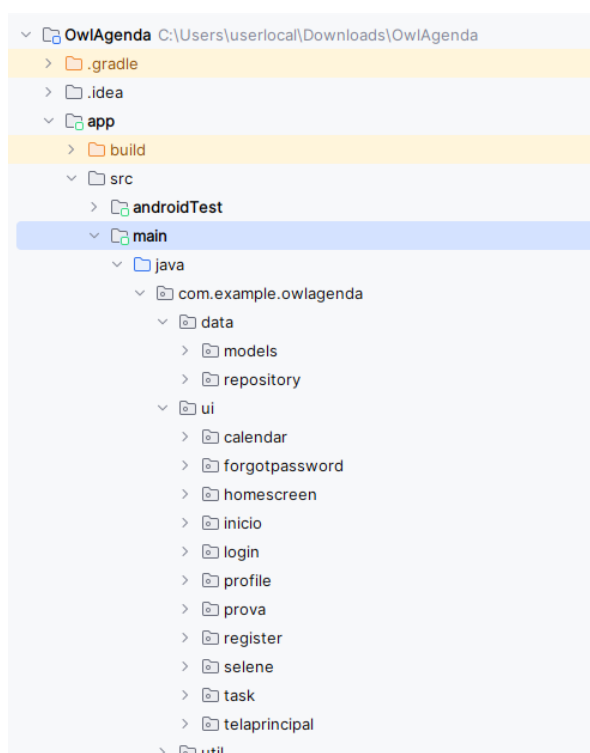 OwlAgenda C:\Users\userlocal\Downloads\OwlAgenda
.gradle
.idea
app
build
src
androidTest
main
java
com.example.owlagenda
data
models
repository
ui
calendar
forgotpassword
homescreen
inicio
login
profile
prova
register
selene
task
telaprincipal
util